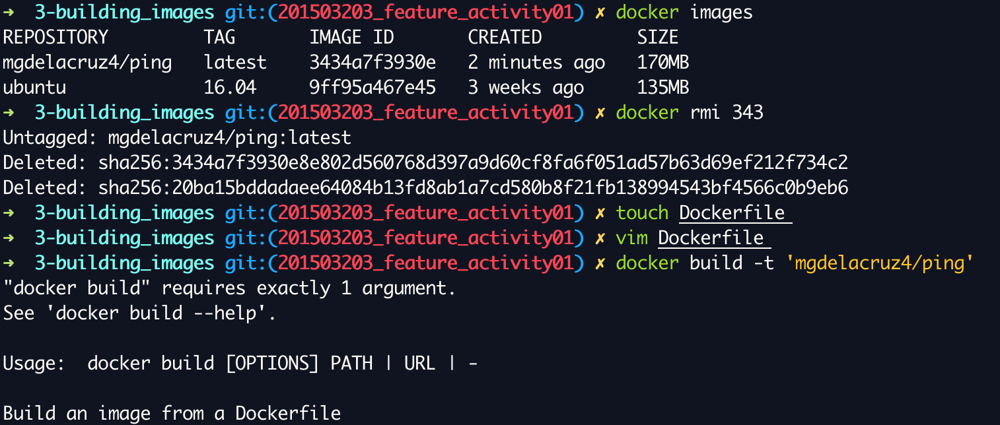 ➜  3-building_images git:(201503203_feature_activity01) ✗ docker images
REPOSITORY         TAG       IMAGE ID       CREATED         SIZE
mgdelacruz4/ping   latest    3434a7f3930e   2 minutes ago   170MB
ubuntu             16.04     9ff95a467e45   3 weeks ago     135MB
➜  3-building_images git:(201503203_feature_activity01) ✗ docker rmi 343
Untagged: mgdelacruz4/ping:latest
Deleted: sha256:3434a7f3930e8e802d560768d397a9d60cf8fa6f051ad57b63d69ef212f734c2
Deleted: sha256:20ba15bddadaee64084b13fd8ab1a7cd580b8f21fb138994543bf4566c0b9eb6
➜  3-building_images git:(201503203_feature_activity01) ✗ touch Dockerfile
➜  3-building_images git:(201503203_feature_activity01) ✗ vim Dockerfile
➜  3-building_images git:(201503203_feature_activity01) ✗ docker build -t 'mgdelacruz4/ping'
"docker build" requires exactly 1 argument.
See 'docker build --help'.

Usage:  docker build [OPTIONS] PATH | URL | -

Build an image from a Dockerfile